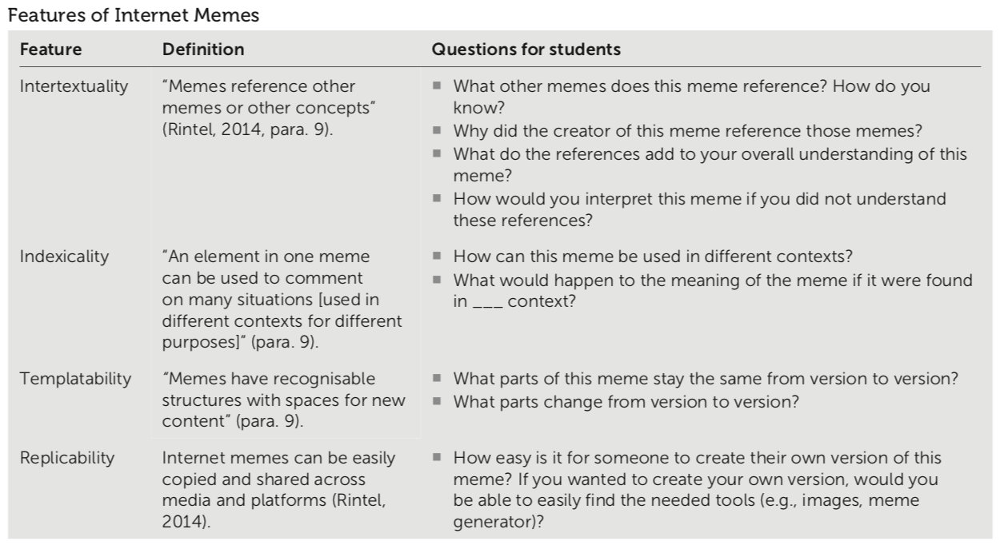 Features of Internet Memes
Feature Definition Questions for students
Intertextuality
“Memes reference other
memes or other concepts”
(Rintel, 2014, para. 9).
■ What other memes does this meme reference? How do you
know?
■ Why did the creator of this meme reference those memes?
■ What do the references add to your overall understanding of this
meme?
■ How would you interpret this meme if you did not understand
these references?
Indexicality
“An element in one meme
can be used to comment
on many situations [used in
different contexts for different
purposes]” (para. 9).
■ How can this meme be used in different contexts?
■ What would happen to the meaning of the meme if it were found
in ___ context?
Templatability
“Memes have recognisable
structures with spaces for new
content” (para. 9).
■ What parts of this meme stay the same from version to version?
■ What parts change from version to version?
Replicability
Internet memes can be easily
copied and shared across
media and platforms (Rintel,
2014).
■ How easy is it for someone to create their own version of this
meme? If you wanted to create your own version, would you
be able to easily find the needed tools (e.g., images, meme
generator)?